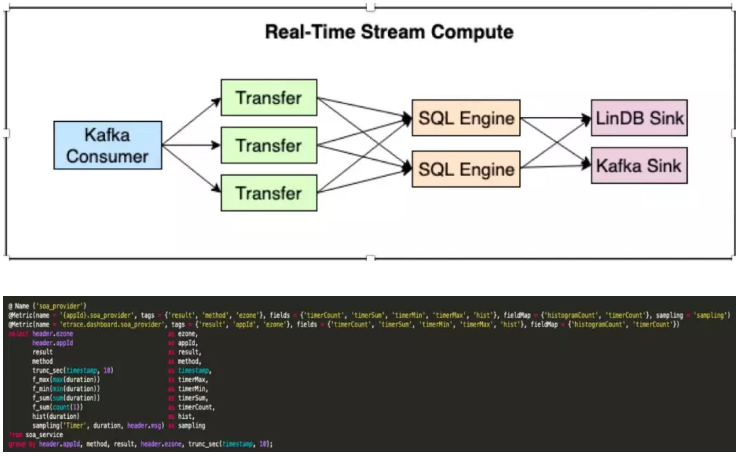 Real-Time Stream Compute
Kafka Consumer
Transfer
Transfer
Transfer
SQL Engine
SQL Engine
LinDB Sink
Kafka Sink
@ Name ('soa_provider')
@Metric(name = '{appId}.soa_provider', tags = {'result', 'method', 'ezone'}, fields = {'timerCount', 'timerSum', 'timerMin', 'timerMax', 'hist'}, fieldMap = {'histogramCount', 'timerCount'}, sampling = 'sampling')
@Metric(name = 'etrace.dashboard.soa_provider', tags = {'result', 'appId', 'ezone'}, fields = {'timerCount', 'timerSum', 'timerMin', 'timerMax', 'hist'}, fieldMap = {'histogramCount', 'timerCount'})
select header.ezone as ezone,
header.appId as appId,
result as result,
method as method,
trunc_sec(timestamp, 10) as timestamp,
f_max(max(duration)) as timerMax,
f_min(min(duration)) as timerMin,
f_sum(sum(duration)) as timerSum,
f_sum(count(1)) as timerCount,
hist(duration) as hist,
sampling('Timer', duration, header.msg) as sampling
from soa_service
group by header.appId, method, result, header.ezone, trunc_sec(timestamp, 10);